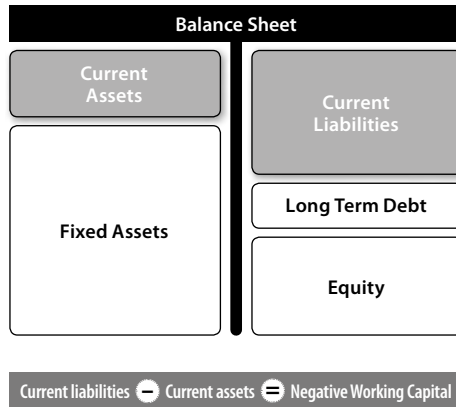 Balance Sheet
Current
Assets
Current
Liabilities
Long Term Debt
Fixed Assets
Equity
Current liabilities − Current assets = Negative Working Capital